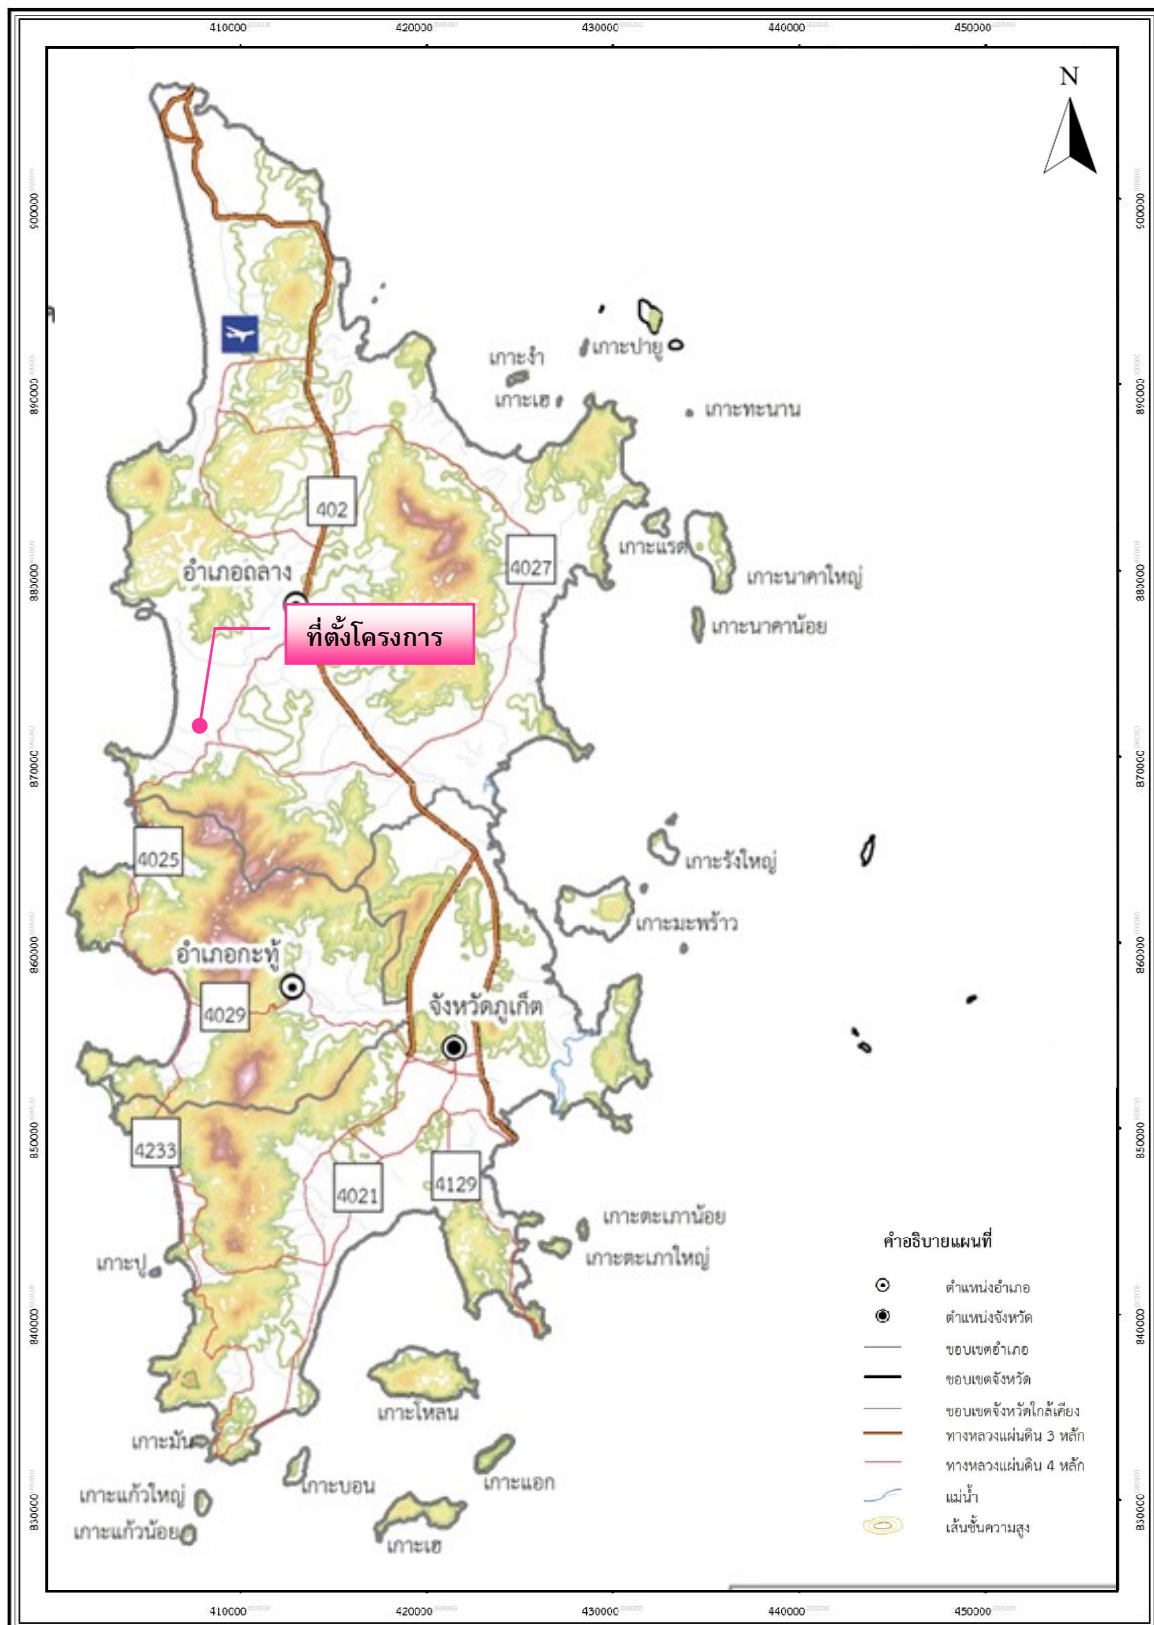 410000 420000 430000 440000 450000
N
900000 900000
เกาะปายู
เกาะงำ
890000 890000
เกาะเฮ
เกาะทะนาน
402
เกาะแรด
4027
อำเภอถลาง
880000 880000
เกาะนาคาใหญ่
ที่ตั้งโครงการ
เกาะนาคาน้อย
870000 870000
4025
เกาะรังใหญ่
เกาะมะพร้าว
860000 860000
อำเภอกะทู้
4029
จังหวัดภูเก็ต
850000 850000
4233
4021
4129
เกาะตะเภาน้อย
เกาะตะเภาใหญ่
เกาะปู
คำอธิบายแผนที่
ตำแหน่งอำเภอ
ตำแหน่งจังหวัด
840000 840000
ขอบเขตอำเภอ
ขอบเขตจังหวัด
ขอบเขตจังหวัดใกล้เคียง
ทางหลวงแผ่นดิน 3 หลัก
ทางหลวงแผ่นดิน 4 หลัก
แม่น้ำ
เส้นชั้นความสูง
เกาะโหลน
เกาะมัน
เกาะแอก
เกาะบอน
เกาะแก้วใหญ่
830000 830000
เกาะแก้วน้อย
เกาะเฮ
410000 420000 430000 440000 450000